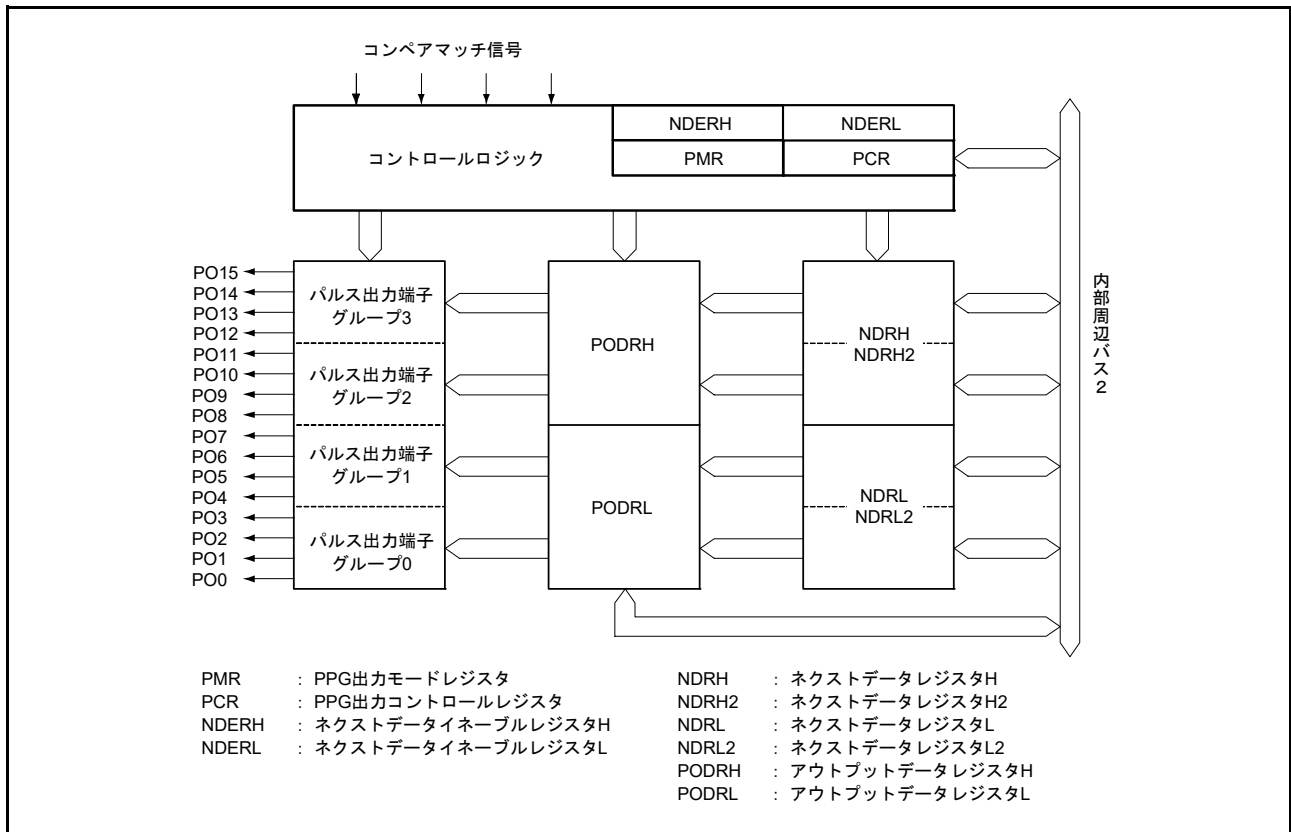 コンペアマッチ信号
コントロールロジック
NDERH
NDERL
PMR
PCR
PO15
PO14
PO13
PO12
PO11
PO10
PO9
PO8
PO7
PO6
PO5
PO4
PO3
PO2
PO1
PO0
パルス出力端子
グループ3
パルス出力端子
グループ2
パルス出力端子
グループ1
パルス出力端子
グループ0
PODRH
PODRL
NDRH
NDRH2
NDRL
NDRL2
内部周辺バス2
PMR : PPG出力モードレジスタ
PCR : PPG出力コントロールレジスタ
NDERH : ネクストデータイネーブルレジスタH
NDERL : ネクストデータイネーブルレジスタL
NDRH : ネクストデータレジスタH
NDRH2 : ネクストデータレジスタH2
NDRL : ネクストデータレジスタL
NDRL2 : ネクストデータレジスタL2
PODRH : アウトプットデータレジスタH
PODRL : アウトプットデータレジスタL